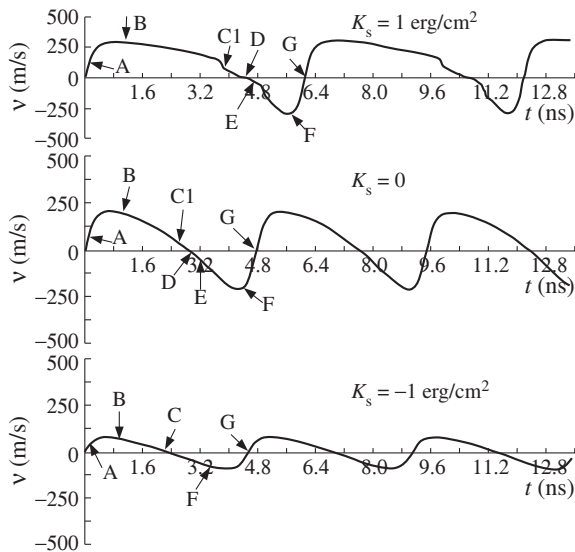 500
B
K_s = 1 erg/cm²
250
C1
D
G
ν (m/s)
A
0
1.6
3.2
4.8
6.4
8.0
9.6
11.2
12.8
−250
E
F
t (ns)
−500
500
K_s = 0
250
B
C1
G
ν (m/s)
A
0
1.6
3.2
4.8
6.4
8.0
9.6
11.2
12.8
D
E
F
−250
t (ns)
−500
500
K_s = −1 erg/cm²
250
B
C
G
ν (m/s)
0
1.6
3.2
4.8
6.4
8.0
9.6
11.2
12.8
A
F
−250
t (ns)
−500